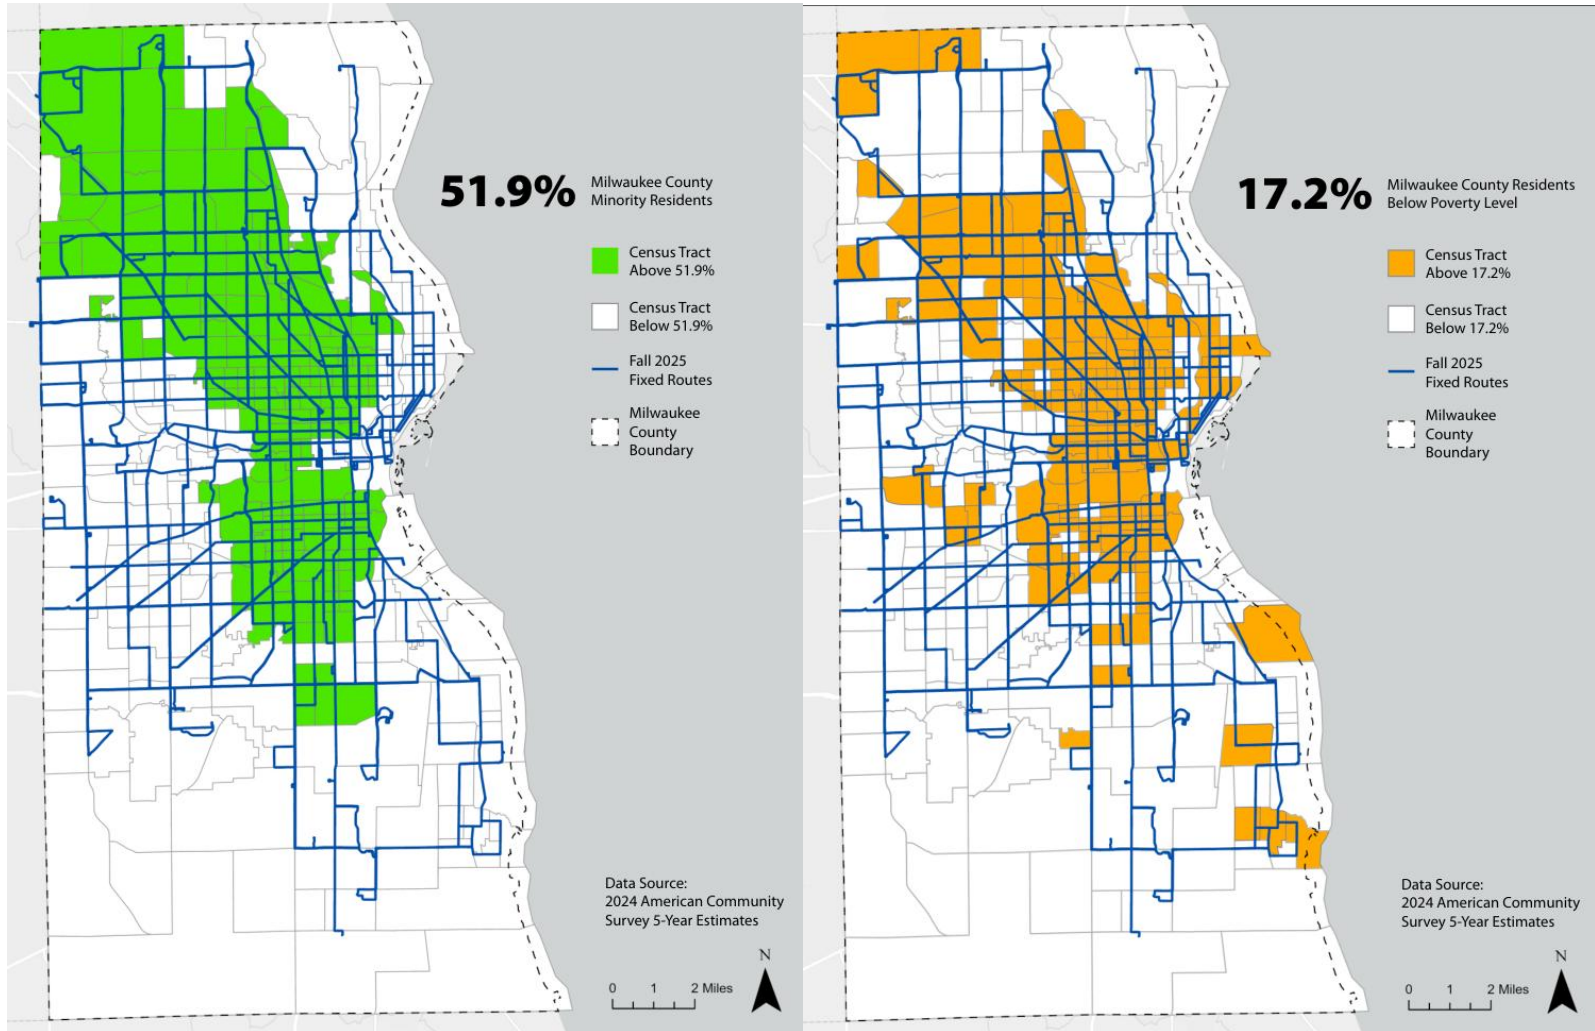 51.9%
Milwaukee County
Minority Residents
Census Tract
Above 51.9%
Census Tract
Below 51.9%
Fall 2025
Fixed Routes
Milwaukee
County
Boundary
Data Source:
2024 American Community
Survey 5-Year Estimates
N
0 1 2 Miles
17.2%
Milwaukee County Residents
Below Poverty Level
Census Tract
Above 17.2%
Census Tract
Below 17.2%
Fall 2025
Fixed Routes
Milwaukee
County
Boundary
Data Source:
2024 American Community
Survey 5-Year Estimates
N
0 1 2 Miles